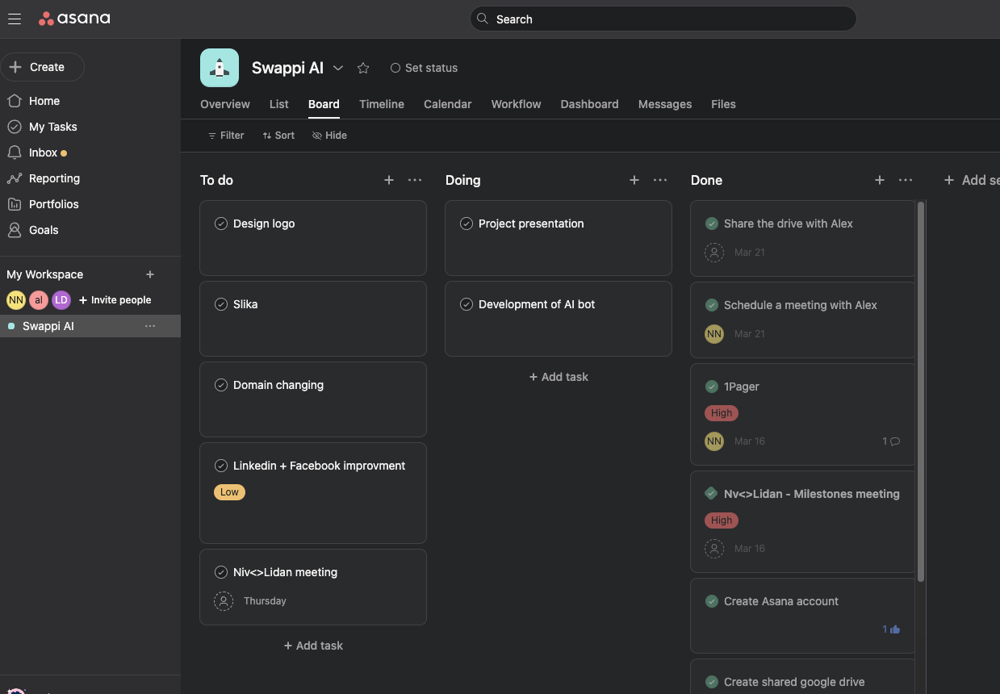 asana
Search
Create
Home
My Tasks
Inbox
Reporting
Portfolios
Goals
My Workspace
NN al LD Invite people
Swappi AI
Swappi AI Set status
Overview List Board Timeline Calendar Workflow Dashboard Messages Files
Filter Sort Hide
To do
Design logo
Slika
Domain changing
Linkedin + Facebook improvment
Low
Niv<>Lidan meeting
Thursday
+ Add task
Doing
Project presentation
Development of AI bot
+ Add task
Done
Share the drive with Alex
Mar 21
Schedule a meeting with Alex
NN Mar 21
1Pager
High
NN Mar 16 1
Nv<>Lidan - Milestones meeting
High
Mar 16
Create Asana account
1
Create shared google drive
+ Add